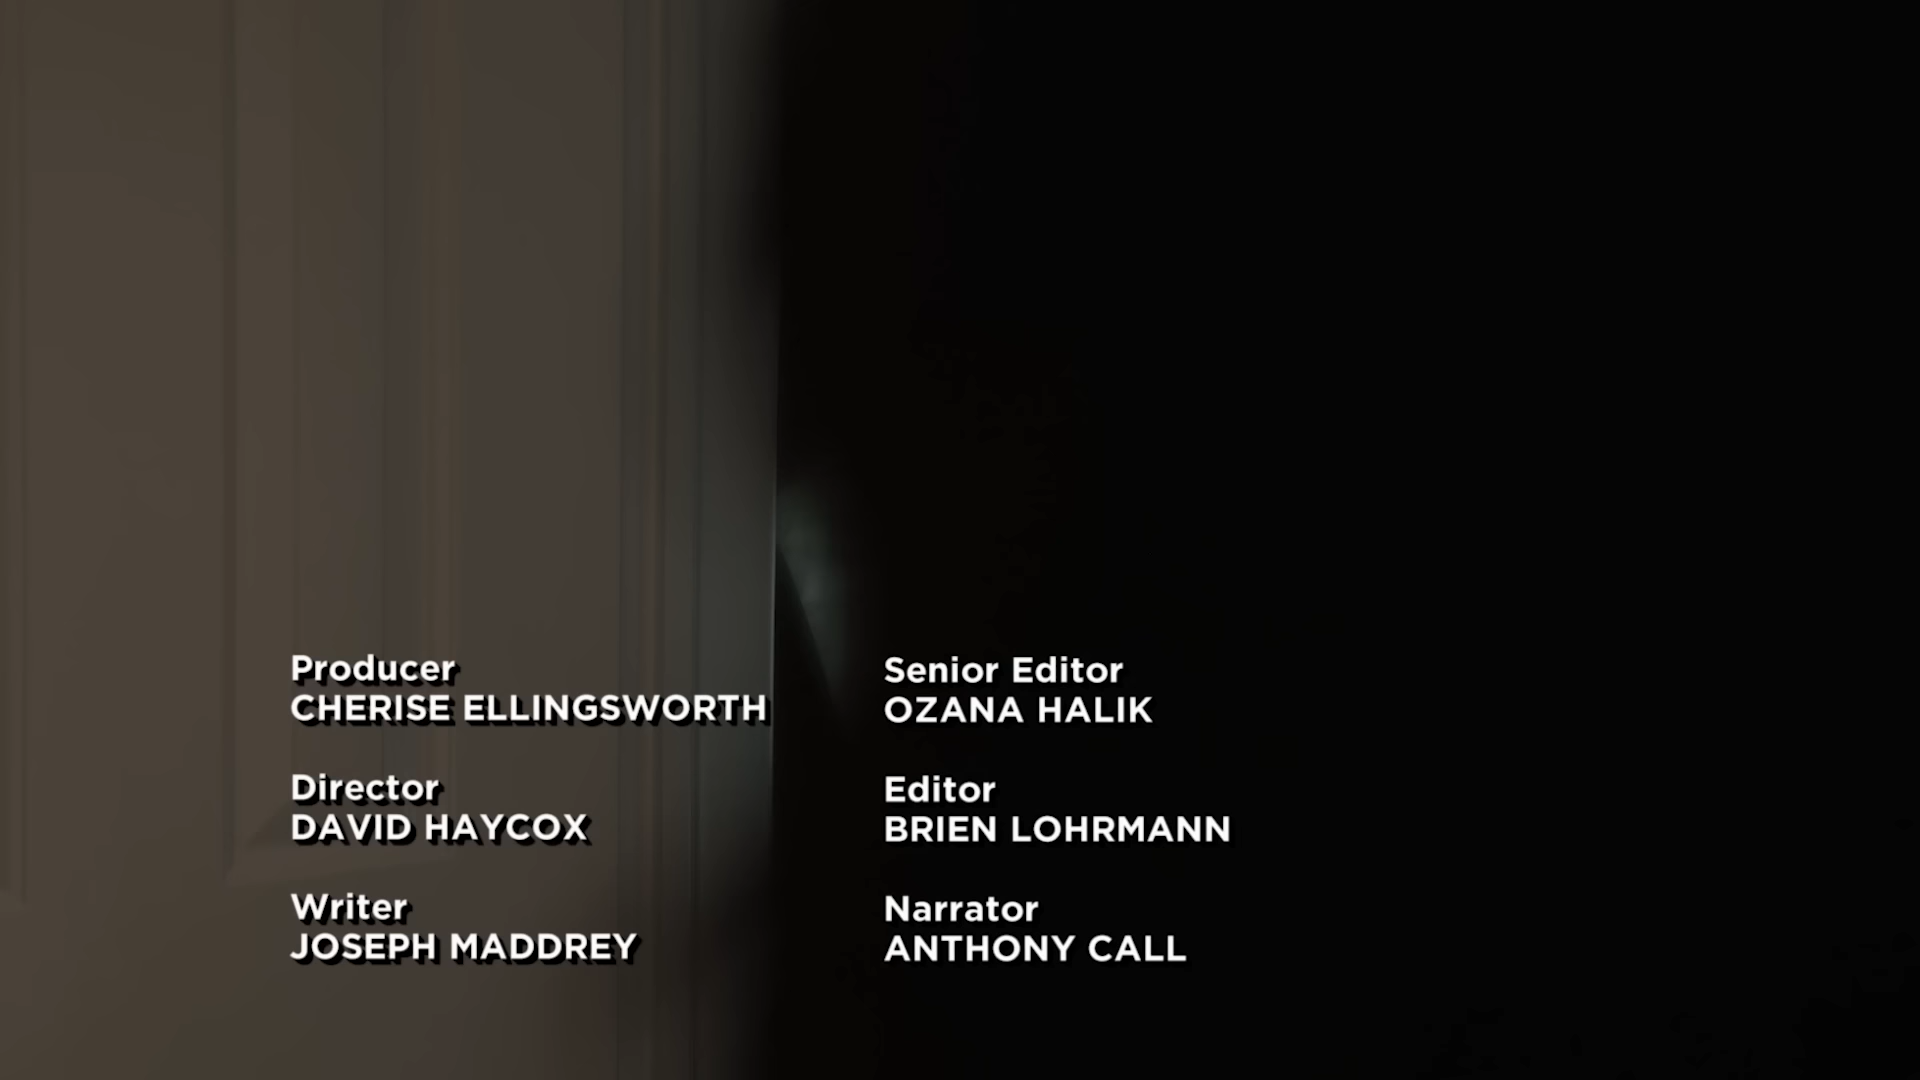 Producer
CHERISE ELLINGSWORTH
Director
DAVID HAYCOX
Writer
JOSEPH MADDREY
Senior Editor
OZANA HALIK
Editor
BRIEN LOHRMANN
Narrator
ANTHONY CALL